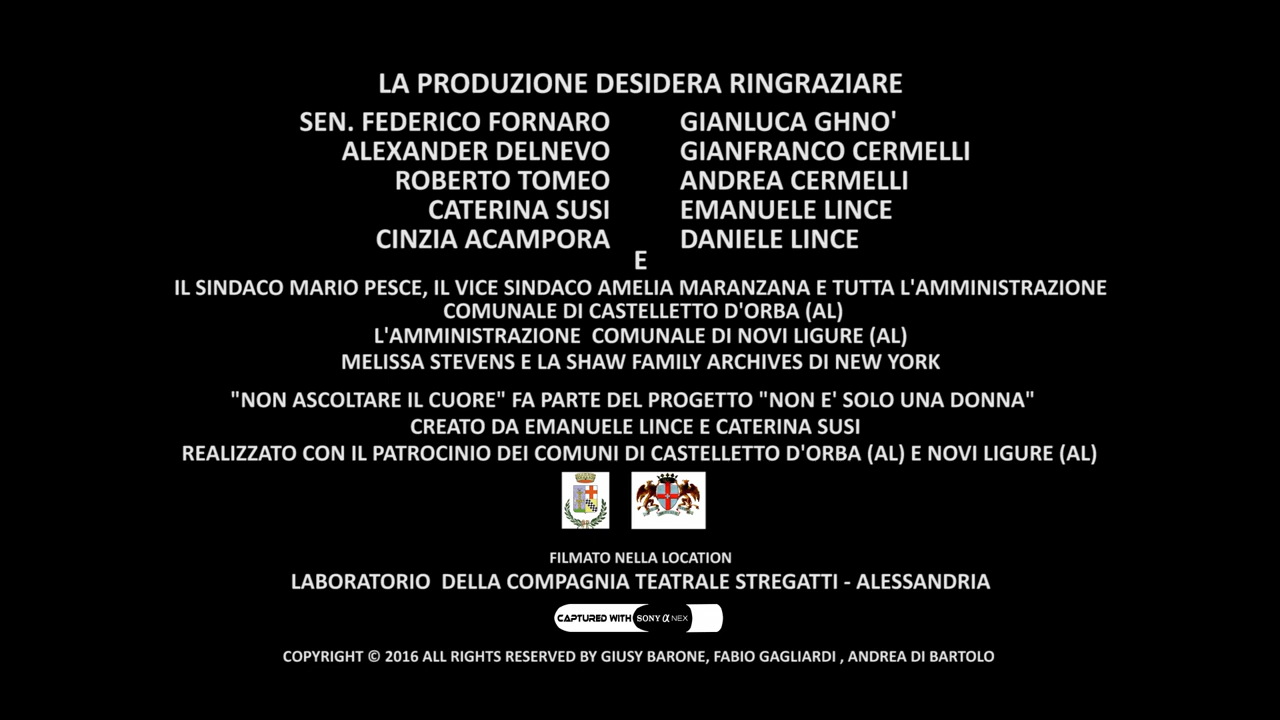 LA PRODUZIONE DESIDERA RINGRAZIARE
SEN. FEDERICO FORNARO GIANLUCA GHNO'
ALEXANDER DELNEVO GIANFRANCO CERMELLI
ROBERTO TOMEO ANDREA CERMELLI
CATERINA SUSI EMANUELE LINCE
CINZIA ACAMPORA DANIELE LINCE
E
IL SINDACO MARIO PESCE, IL VICE SINDACO AMELIA MARANZANA E TUTTA L'AMMINISTRAZIONE
COMUNALE DI CASTELLETTO D'ORBA (AL)
L'AMMINISTRAZIONE COMUNALE DI NOVI LIGURE (AL)
MELISSA STEVENS E LA SHAW FAMILY ARCHIVES DI NEW YORK
"NON ASCOLTARE IL CUORE" FA PARTE DEL PROGETTO "NON E' SOLO UNA DONNA"
CREATO DA EMANUELE LINCE E CATERINA SUSI
REALIZZATO CON IL PATROCINIO DEI COMUNI DI CASTELLETTO D'ORBA (AL) E NOVI LIGURE (AL)
FILMATO NELLA LOCATION
LABORATORIO DELLA COMPAGNIA TEATRALE STREGATTI - ALESSANDRIA
CAPTURED WITH SONY α NEX
COPYRIGHT © 2016 ALL RIGHTS RESERVED BY GIUSY BARONE, FABIO GAGLIARDI , ANDREA DI BARTOLO